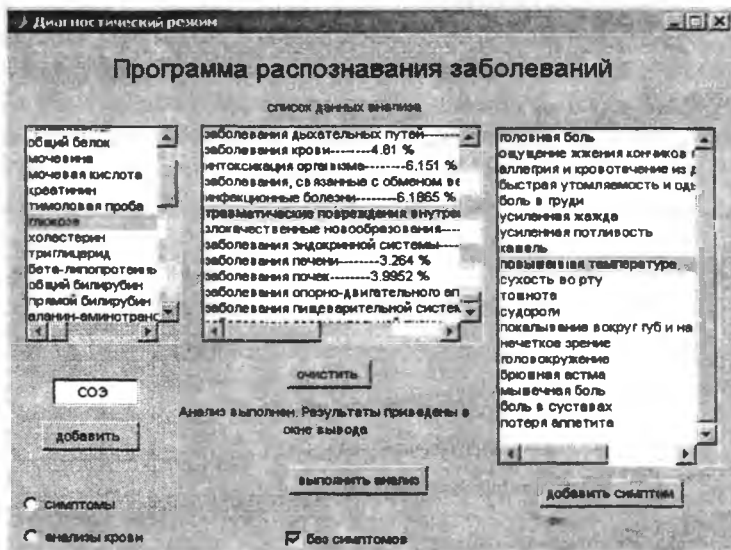 Диагностический режим
Программа распознавания заболеваний
список данных анализа
общий белок
мочевина
мочевая кислота
креатинин
тимоловая проба
глюкоза
холестерин
триглицерид
бета-липопротеинь
общий билирубин
прямой билирубин
аланин-аминотранс
СОЭ
добавить
симптомы
анализы крови
заболевания дыхательных путей------
заболевания крови--------4.81 %
интоксикация организма-------6.151 %
заболевания, связанные с обменом ве
инфекционные болезни-------6.1865 %
травматические повреждения внутрен
злокачественные новообразования-----
заболевания эндокринной системы-----
заболевания печени--------3.264 %
заболевания почек--------3.9952 %
заболевания опорно-двигательного ап
заболевания пищеварительной систем
очистить
Анализ выполнен. Результаты приведены в
окне вывода
выполнить анализ
без симптомов
головная боль
ощущение жжения кончиков п
аллегрия и кровотечение из д
быстрая утомляемость и оды
боль в груди
усиленная жажда
усиленная потливость
кашель
повышенная температура
сухость во рту
тошнота
судороги
покалывание вокруг губ и на
нечеткое зрение
головокружение
брюшная астма
мышечная боль
боль в суставах
потеря аппетита
добавить симптом